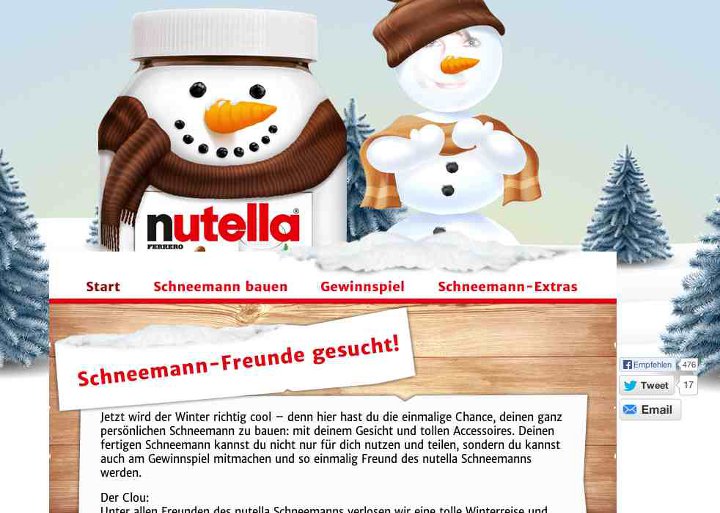 nutella®
FERRERO
Start Schneemann bauen Gewinnspiel Schneemann-Extras
Schneemann-Freunde gesucht!
Empfehlen 476
Tweet 17
Email
Jetzt wird der Winter richtig cool – denn hier hast du die einmalige Chance, deinen ganz
persönlichen Schneemann zu bauen: mit deinem Gesicht und tollen Accessoires. Deinen
fertigen Schneemann kannst du nicht nur für dich nutzen und teilen, sondern du kannst
auch am Gewinnspiel mitmachen und so einmalig Freund des nutella Schneemanns
werden.
Der Clou:
Unter allen Freunden des nutella Schneemanns verlosen wir eine tolle Winterreise und